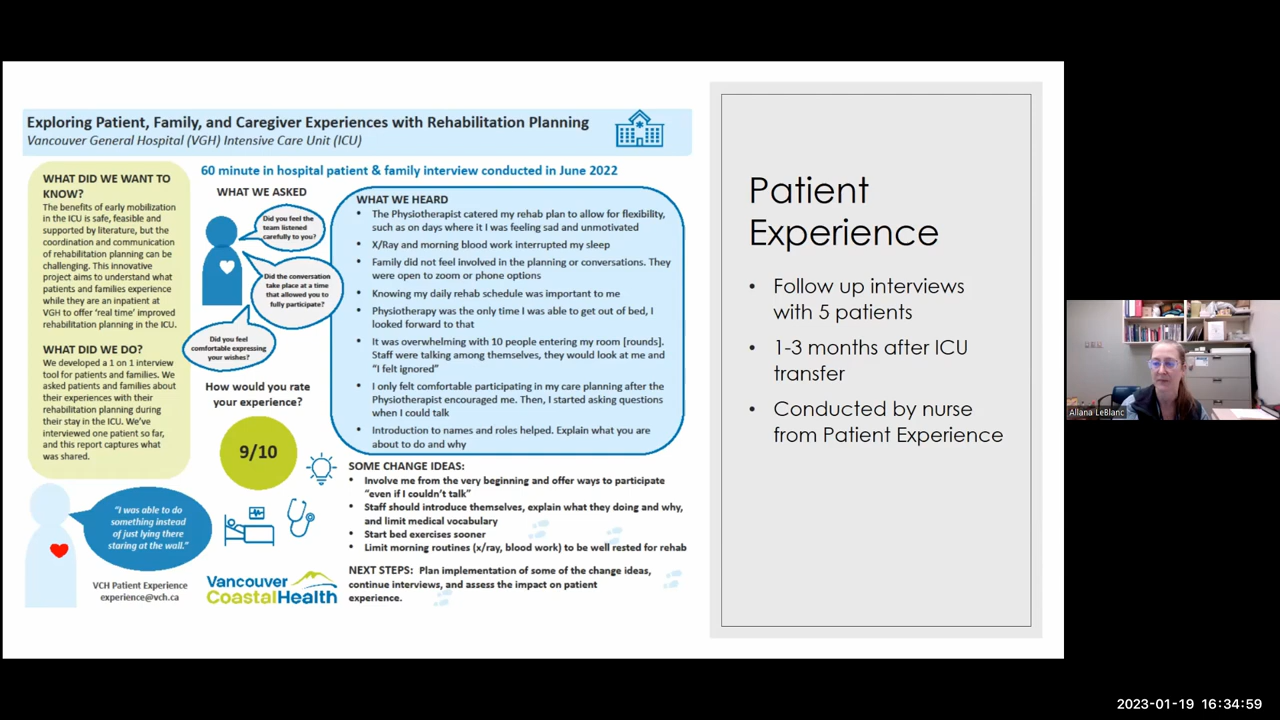 Exploring Patient, Family, and Caregiver Experiences with Rehabilitation Planning
Vancouver General Hospital (VGH) Intensive Care Unit (ICU)
60 minute in hospital patient & family interview conducted in June 2022
WHAT DID WE WANT TO
KNOW?
The benefits of early mobilization
in the ICU is safe, feasible and
supported by literature, but the
coordination and communication
of rehabilitation planning can be
challenging. This innovative
project aims to understand what
patients and families experience
while they are an inpatient at
VGH to offer 'real time' improved
rehabilitation planning in the ICU.
WHAT DID WE DO?
We developed a 1 on 1 interview
tool for patients and families. We
asked patients and families about
their experiences with their
rehabilitation planning during
their stay in the ICU. We've
interviewed one patient so far,
and this report captures what
was shared.
WHAT WE ASKED
Did you feel the
team listened
carefully to you?
Did the conversation
take place at a time
that allowed you to
fully participate?
Did you feel
comfortable expressing
your wishes?
How would you rate
your experience?
9/10
WHAT WE HEARD
• The Physiotherapist catered my rehab plan to allow for flexibility,
such as on days where it I was feeling sad and unmotivated
• X/Ray and morning blood work interrupted my sleep
• Family did not feel involved in the planning or conversations. They
were open to zoom or phone options
• Knowing my daily rehab schedule was important to me
• Physiotherapy was the only time I was able to get out of bed, I
looked forward to that
• It was overwhelming with 10 people entering my room [rounds].
Staff were talking among themselves, they would look at me and
"I felt ignored"
• I only felt comfortable participating in my care planning after the
Physiotherapist encouraged me. Then, I started asking questions
when I could talk
• Introduction to names and roles helped. Explain what you are
about to do and why
SOME CHANGE IDEAS:
• Involve me from the very beginning and offer ways to participate
"even if I couldn't talk"
• Staff should introduce themselves, explain what they doing and why,
and limit medical vocabulary
• Start bed exercises sooner
• Limit morning routines (x/ray, blood work) to be well rested for rehab
NEXT STEPS: Plan implementation of some of the change ideas,
continue interviews, and assess the impact on patient
experience.
"I was able to do
something instead
of just lying there
staring at the wall."
VCH Patient Experience
experience@vch.ca
Vancouver
CoastalHealth
Patient
Experience
• Follow up interviews
with 5 patients
• 1-3 months after ICU
transfer
• Conducted by nurse
from Patient Experience
Allana LeBlanc
2023-01-19 16:34:59